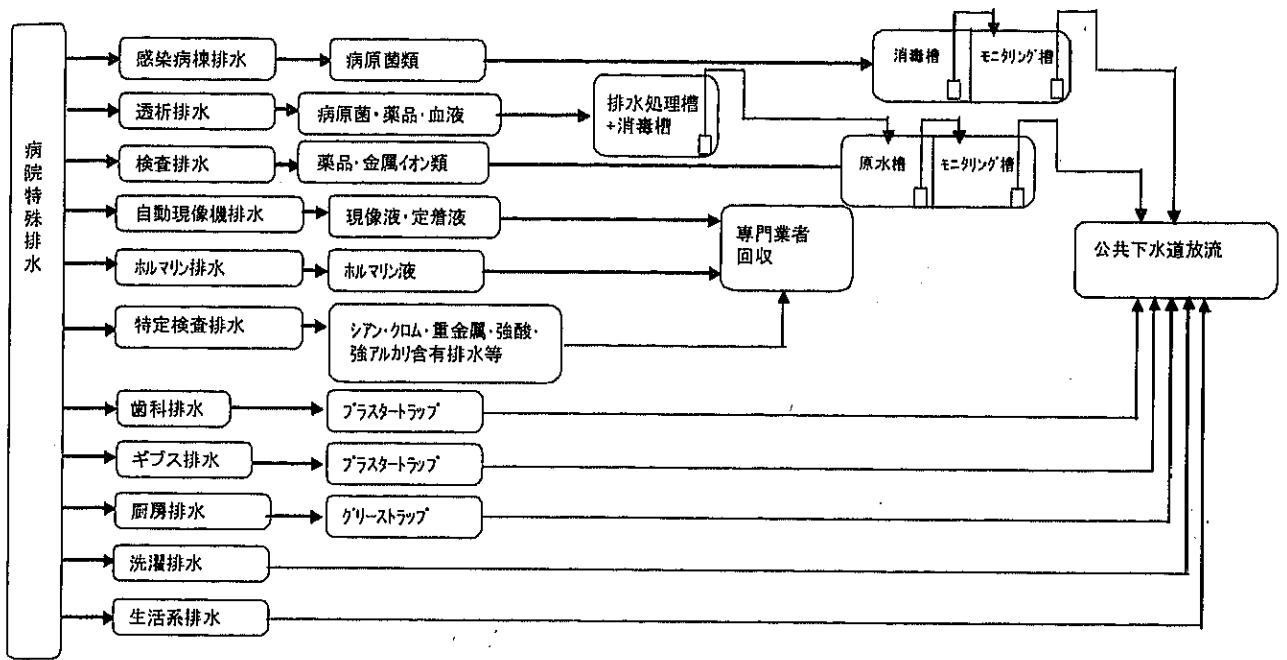 病院特殊排水
感染病棟排水
病原菌類
消毒槽
モニタリング槽
透析排水
病原菌・薬品・血液
排水処理槽
+消毒槽
検査排水
薬品・金属イオン類
原水槽
モニタリング槽
自動現像機排水
現像液・定着液
専門業者
回収
公共下水道放流
ホルマリン排水
ホルマリン液
特定検査排水
シアン・クロム・重金属・強酸・
強アルカリ含有排水等
歯科排水
プラスタートラップ
ギブス排水
プラスタートラップ
厨房排水
グリーストラップ
洗濯排水
生活系排水